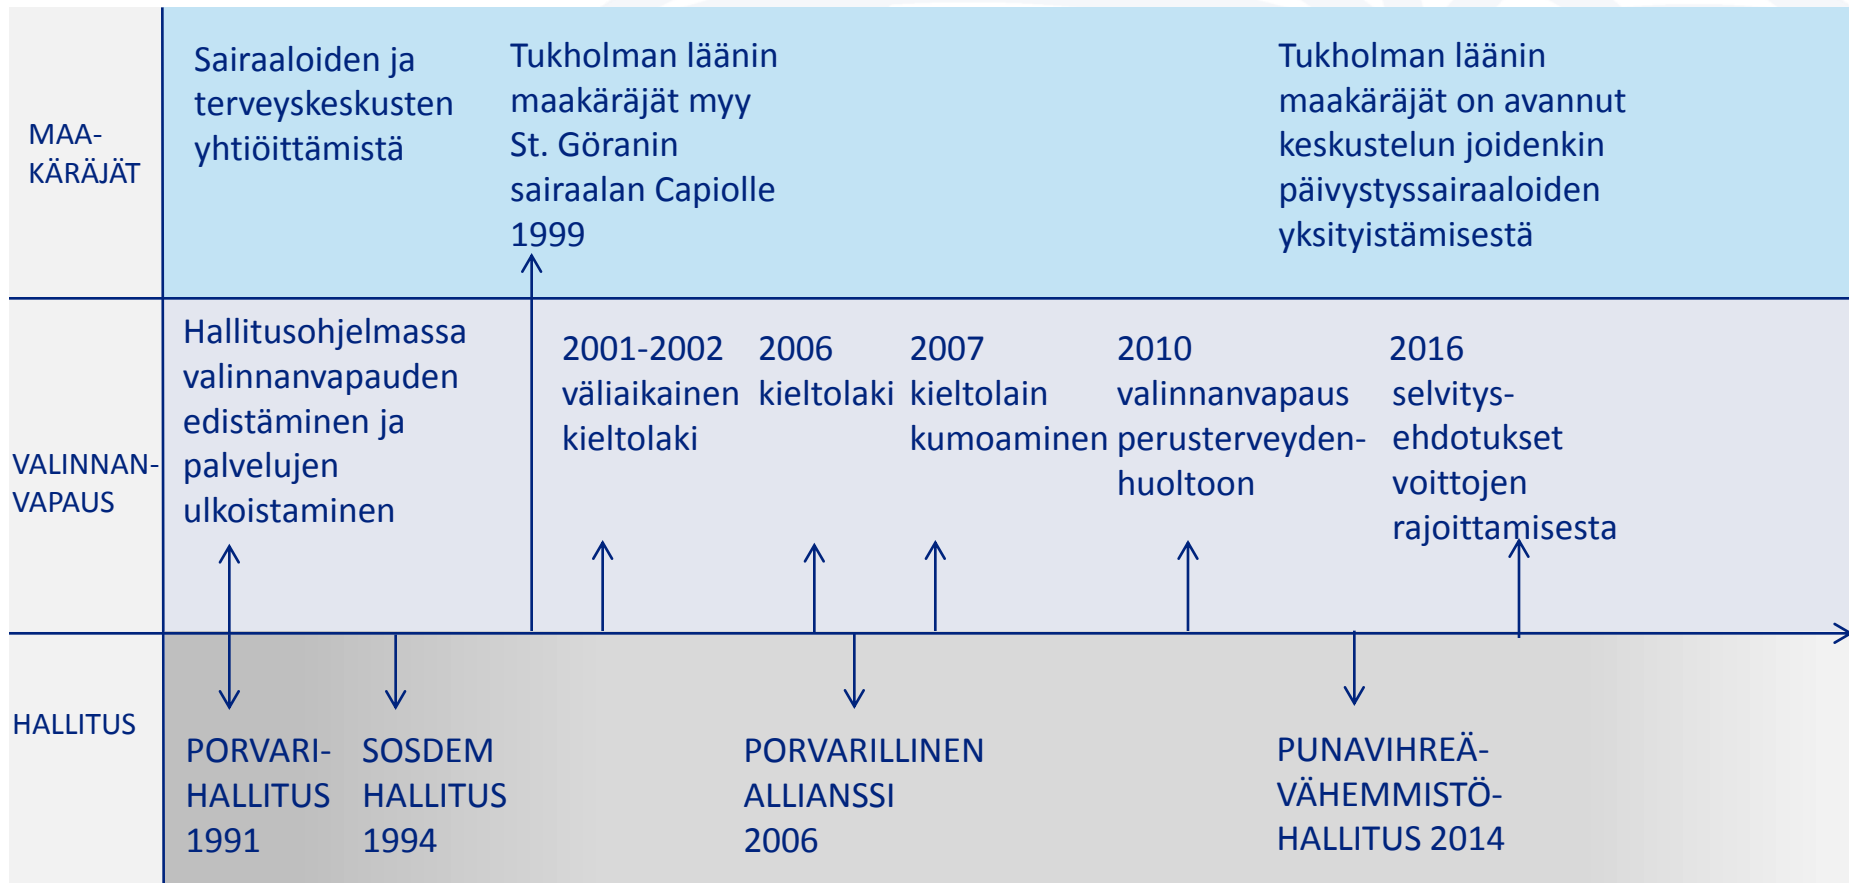 MAA-
KÄRÄJÄT
Sairaaloiden ja
terveyskeskusten
yhtiöittämistä
Tukholman läänin
maakäräjät myy
St. Göranin
sairaalan Capiolle
1999
Tukholman läänin
maakäräjät on avannut
keskustelun joidenkin
päivystyssairaaloiden
yksityistämisestä
VALINNAN-
VAPAUS
Hallitusohjelmassa
valinnanvapauden
edistäminen ja
palvelujen
ulkoistaminen
2001-2002
väliaikainen
kieltolaki
2006
kieltolaki
2007
kieltolain
kumoaminen
2010
valinnanvapaus
perusterveyden-
huoltoon
2016
selvitys-
ehdotukset
voittojen
rajoittamisesta
HALLITUS
PORVARI-
HALLITUS
1991
SOSDEM
HALLITUS
1994
PORVARILLINEN
ALLIANSSI
2006
PUNAVIHREÄ-
VÄHEMMISTÖ-
HALLITUS 2014